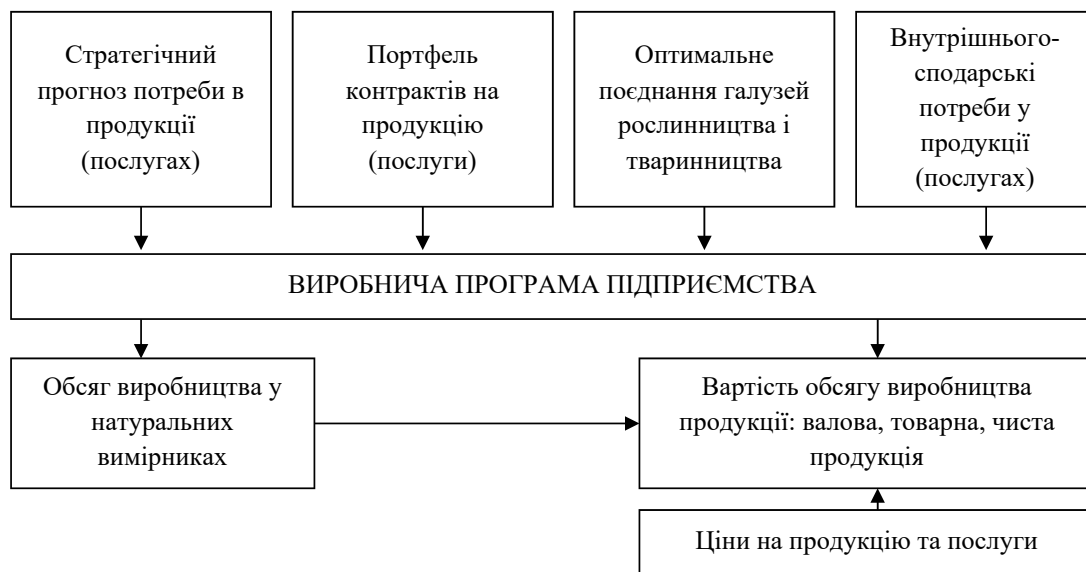 Стратегічний
прогноз потреби в
продукції
(послугах)
Портфель
контрактів на
продукцію
(послуги)
Оптимальне
поєднання галузей
рослинництва і
тваринництва
Внутрішнього-
сподарські
потреби у
продукції
(послугах)
ВИРОБНИЧА ПРОГРАМА ПІДПРИЄМСТВА
Обсяг виробництва у
натуральних
вимірниках
Вартість обсягу виробництва
продукції: валова, товарна, чиста
продукція
Ціни на продукцію та послуги